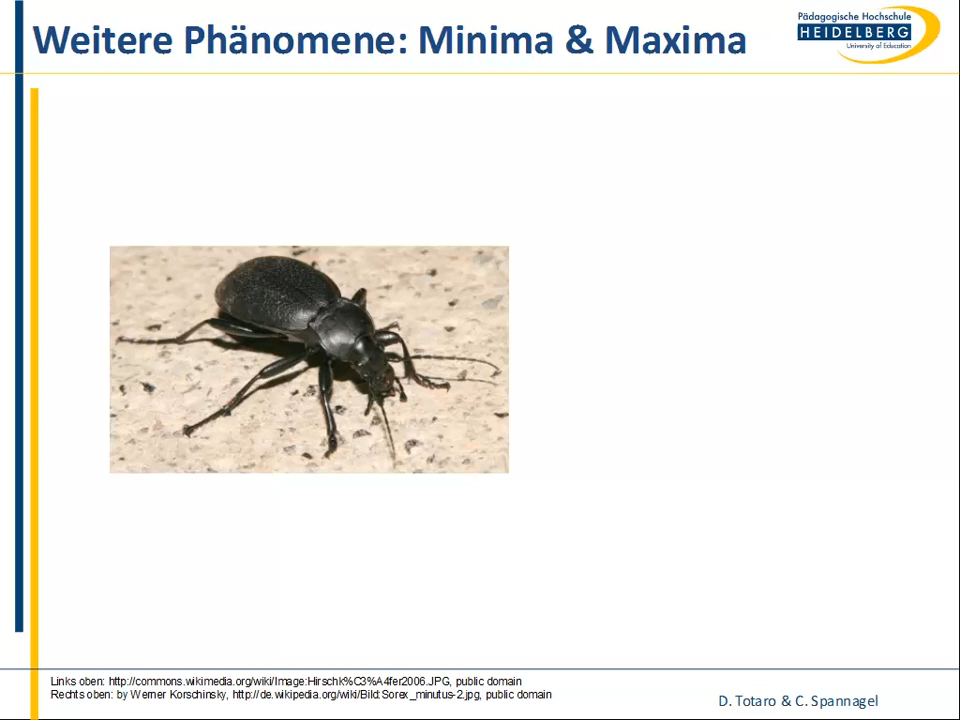 Weitere Phänomene: Minima & Maxima
Pädagogische Hochschule
HEIDELBERG
University of Education
Links oben: http://commons.wikimedia.org/wiki/Image:Hirschk%C3%A4fer2006.JPG, public domain
Rechts oben: by Werner Korschinsky, http://de.wikipedia.org/wiki/Bild:Sorex_minutus-2.jpg, public domain
D. Totaro & C. Spannagel